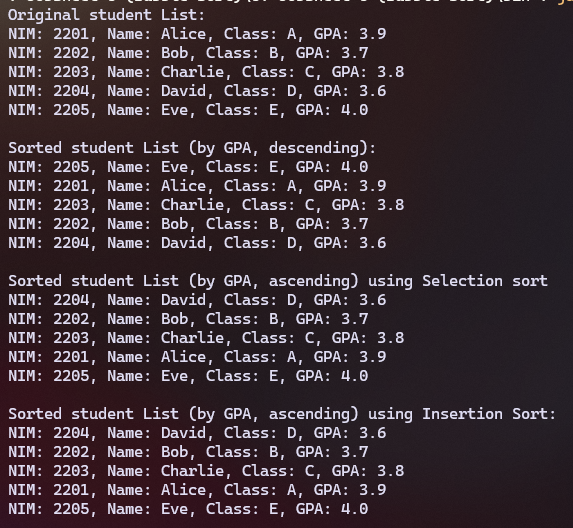 Original student List:
NIM: 2201, Name: Alice, Class: A, GPA: 3.9
NIM: 2202, Name: Bob, Class: B, GPA: 3.7
NIM: 2203, Name: Charlie, Class: C, GPA: 3.8
NIM: 2204, Name: David, Class: D, GPA: 3.6
NIM: 2205, Name: Eve, Class: E, GPA: 4.0

Sorted student List (by GPA, descending):
NIM: 2205, Name: Eve, Class: E, GPA: 4.0
NIM: 2201, Name: Alice, Class: A, GPA: 3.9
NIM: 2203, Name: Charlie, Class: C, GPA: 3.8
NIM: 2202, Name: Bob, Class: B, GPA: 3.7
NIM: 2204, Name: David, Class: D, GPA: 3.6

Sorted student List (by GPA, ascending) using Selection sort
NIM: 2204, Name: David, Class: D, GPA: 3.6
NIM: 2202, Name: Bob, Class: B, GPA: 3.7
NIM: 2203, Name: Charlie, Class: C, GPA: 3.8
NIM: 2201, Name: Alice, Class: A, GPA: 3.9
NIM: 2205, Name: Eve, Class: E, GPA: 4.0

Sorted student List (by GPA, ascending) using Insertion Sort:
NIM: 2204, Name: David, Class: D, GPA: 3.6
NIM: 2202, Name: Bob, Class: B, GPA: 3.7
NIM: 2203, Name: Charlie, Class: C, GPA: 3.8
NIM: 2201, Name: Alice, Class: A, GPA: 3.9
NIM: 2205, Name: Eve, Class: E, GPA: 4.0